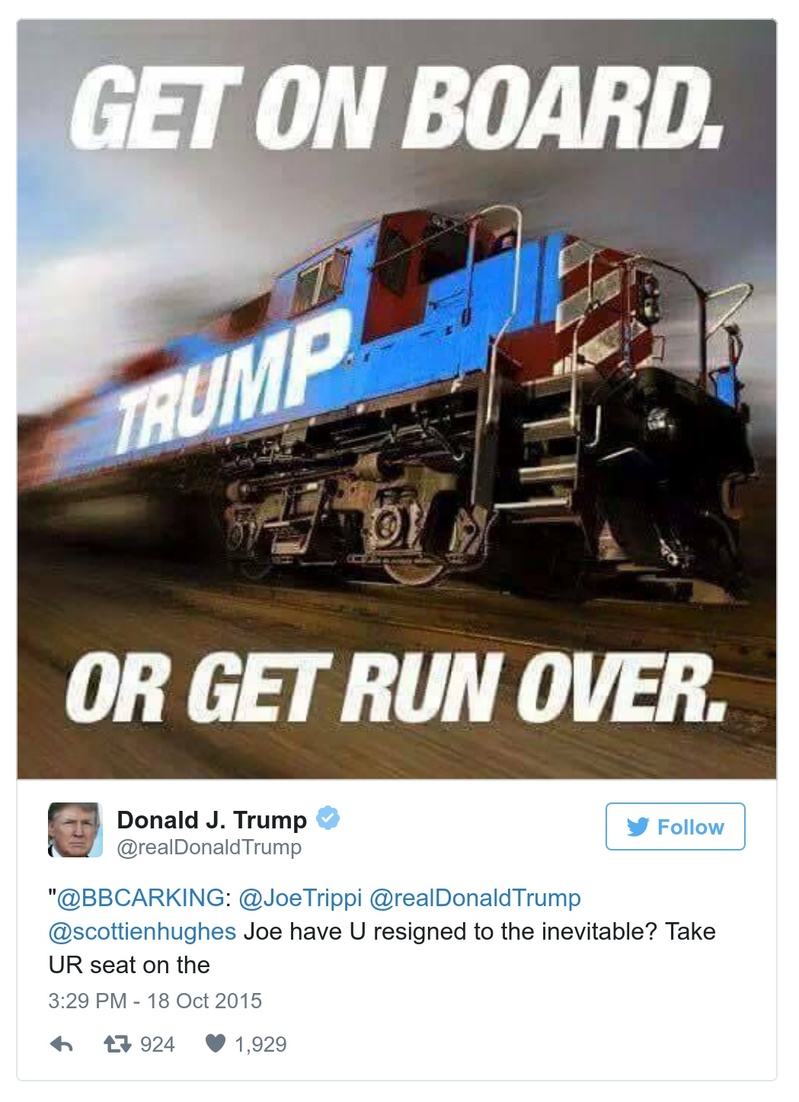 GET ON BOARD.
TRUMP
OR GET RUN OVER.
Donald J. Trump
Follow
@realDonaldTrump
"@BBCARKING: @JoeTrippi @realDonaldTrump
@scottienhughes Joe have U resigned to the inevitable? Take
UR seat on the
3:29 PM - 18 Oct 2015
924 1,929